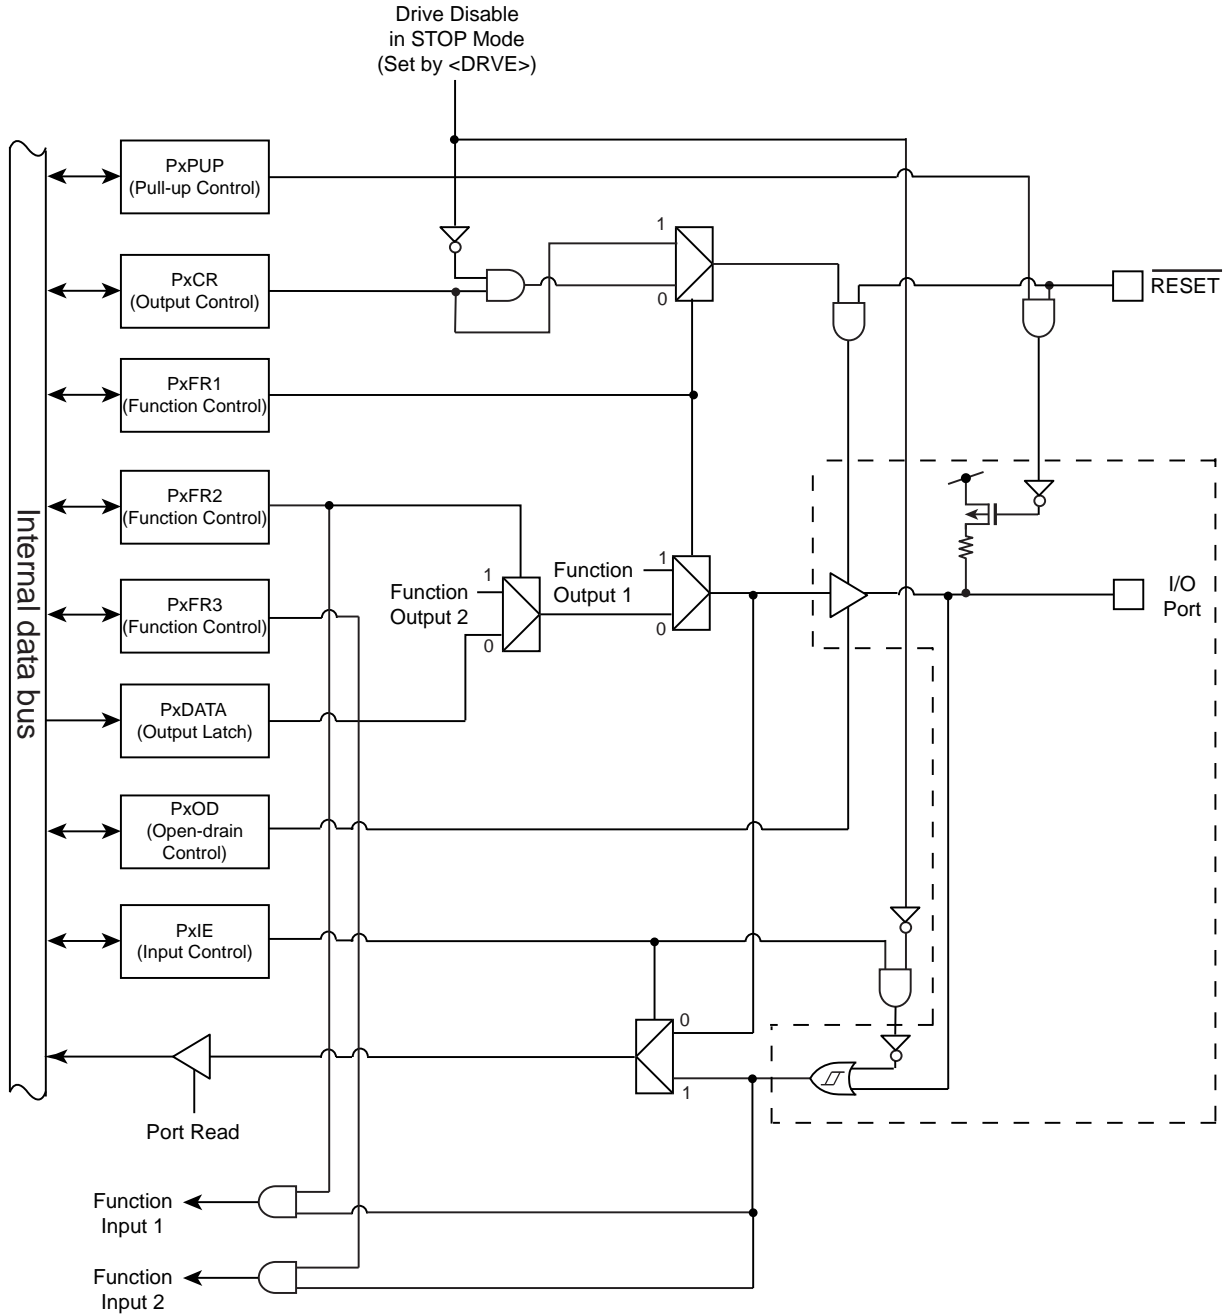 Drive Disable
in STOP Mode
(Set by <DRVE>)
PxPUP
(Pull-up Control)
1
PxCR
(Output Control)
0
RESET
PxFR1
(Function Control)
PxFR2
(Function Control)
Internal data bus
1
Function
Output 1
0
1
Function
Output 2
0
I/O
Port
PxFR3
(Function Control)
PxDATA
(Output Latch)
PxOD
(Open-drain
Control)
PxIE
(Input Control)
0
1
Port Read
Function
Input 1
Function
Input 2